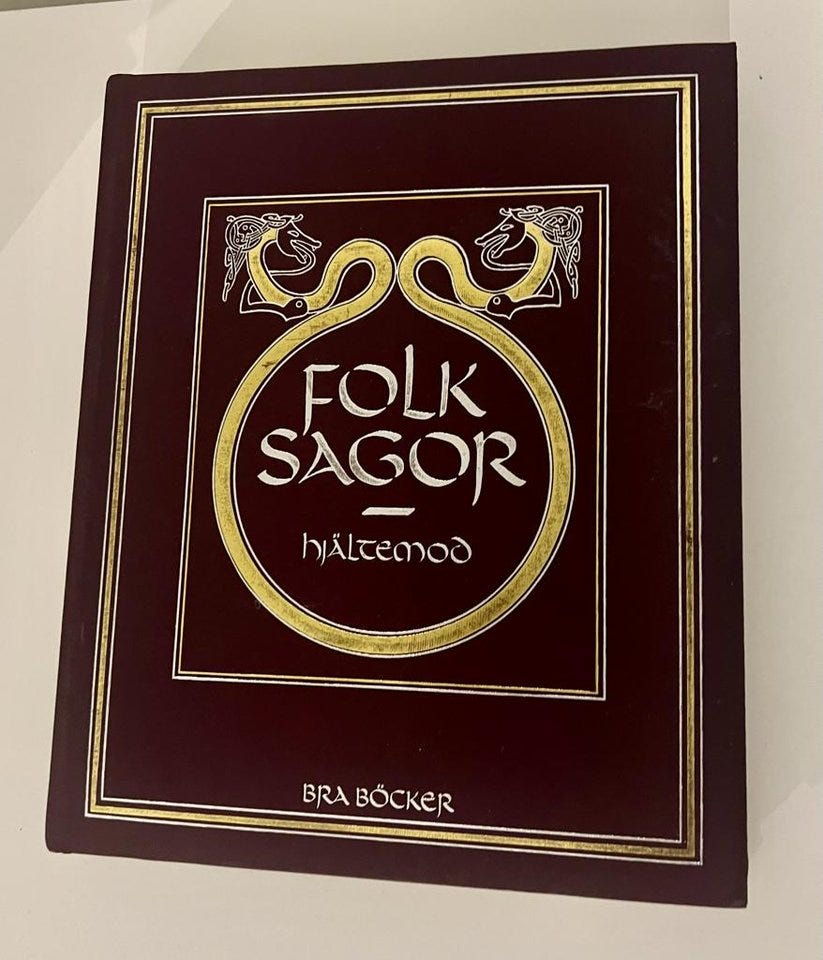 FOLK
SAGOR
hjältemod
BRA BÖCKER